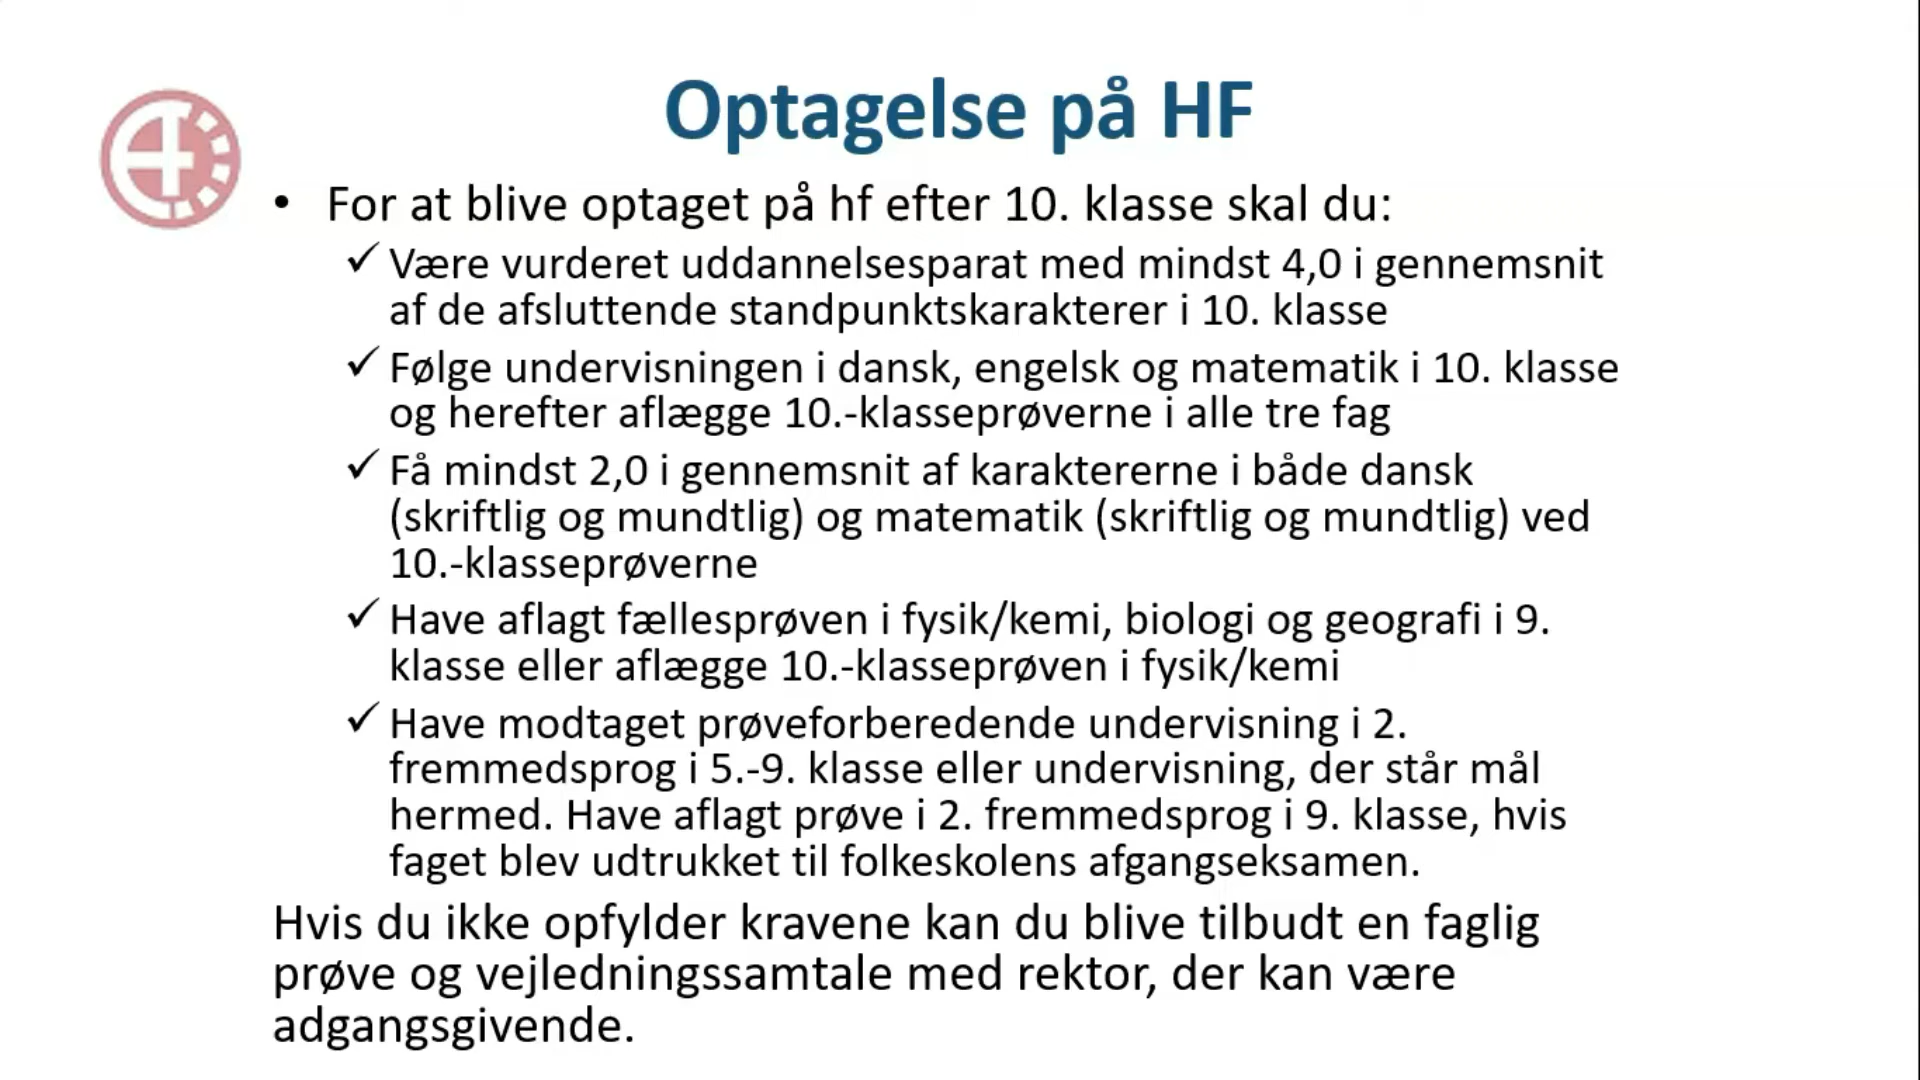 Optagelse på HF
• For at blive optaget på hf efter 10. klasse skal du:
✓ Være vurderet uddannelsesparat med mindst 4,0 i gennemsnit
af de afsluttende standpunktskarakterer i 10. klasse
✓ Følge undervisningen i dansk, engelsk og matematik i 10. klasse
og herefter aflægge 10.-klasseprøverne i alle tre fag
✓ Få mindst 2,0 i gennemsnit af karaktererne i både dansk
(skriftlig og mundtlig) og matematik (skriftlig og mundtlig) ved
10.-klasseprøverne
✓ Have aflagt fællesprøven i fysik/kemi, biologi og geografi i 9.
klasse eller aflægge 10.-klasseprøven i fysik/kemi
✓ Have modtaget prøveforberedende undervisning i 2.
fremmedsprog i 5.-9. klasse eller undervisning, der står mål
hermed. Have aflagt prøve i 2. fremmedsprog i 9. klasse, hvis
faget blev udtrukket til folkeskolens afgangseksamen.
Hvis du ikke opfylder kravene kan du blive tilbudt en faglig
prøve og vejledningssamtale med rektor, der kan være
adgangsgivende.